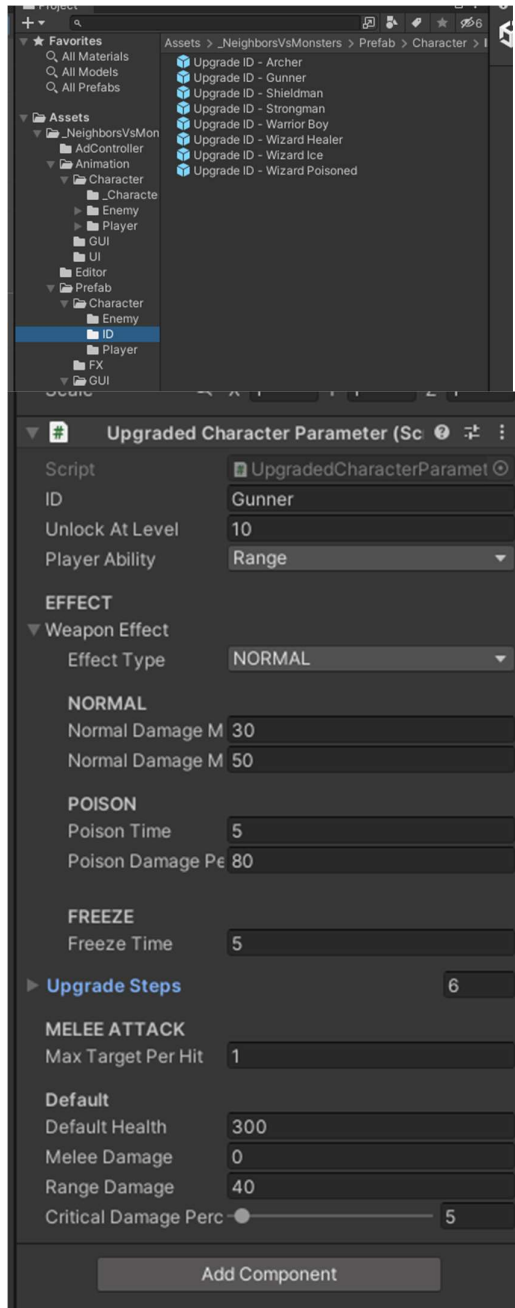 Project
6
Favorites
All Materials
All Models
All Prefabs
Assets > _NeighborsVsMonsters > Prefab > Character > I
Upgrade ID - Archer
Upgrade ID - Gunner
Upgrade ID - Shieldman
Upgrade ID - Strongman
Upgrade ID - Warrior Boy
Upgrade ID - Wizard Healer
Upgrade ID - Wizard Ice
Upgrade ID - Wizard Poisoned
Assets
_NeighborsVsMon
AdController
Animation
Character
_Characte
Enemy
Player
GUI
UI
Editor
Prefab
Character
Enemy
ID
Player
FX
GUI
Scale
Upgraded Character Parameter (Sc
Script UpgradedCharacterParamet
ID Gunner
Unlock At Level 10
Player Ability Range
EFFECT
Weapon Effect
Effect Type NORMAL
NORMAL
Normal Damage M 30
Normal Damage M 50
POISON
Poison Time 5
Poison Damage Pe 80
FREEZE
Freeze Time 5
Upgrade Steps 6
MELEE ATTACK
Max Target Per Hit 1
Default
Default Health 300
Melee Damage 0
Range Damage 40
Critical Damage Perc 5
Add Component